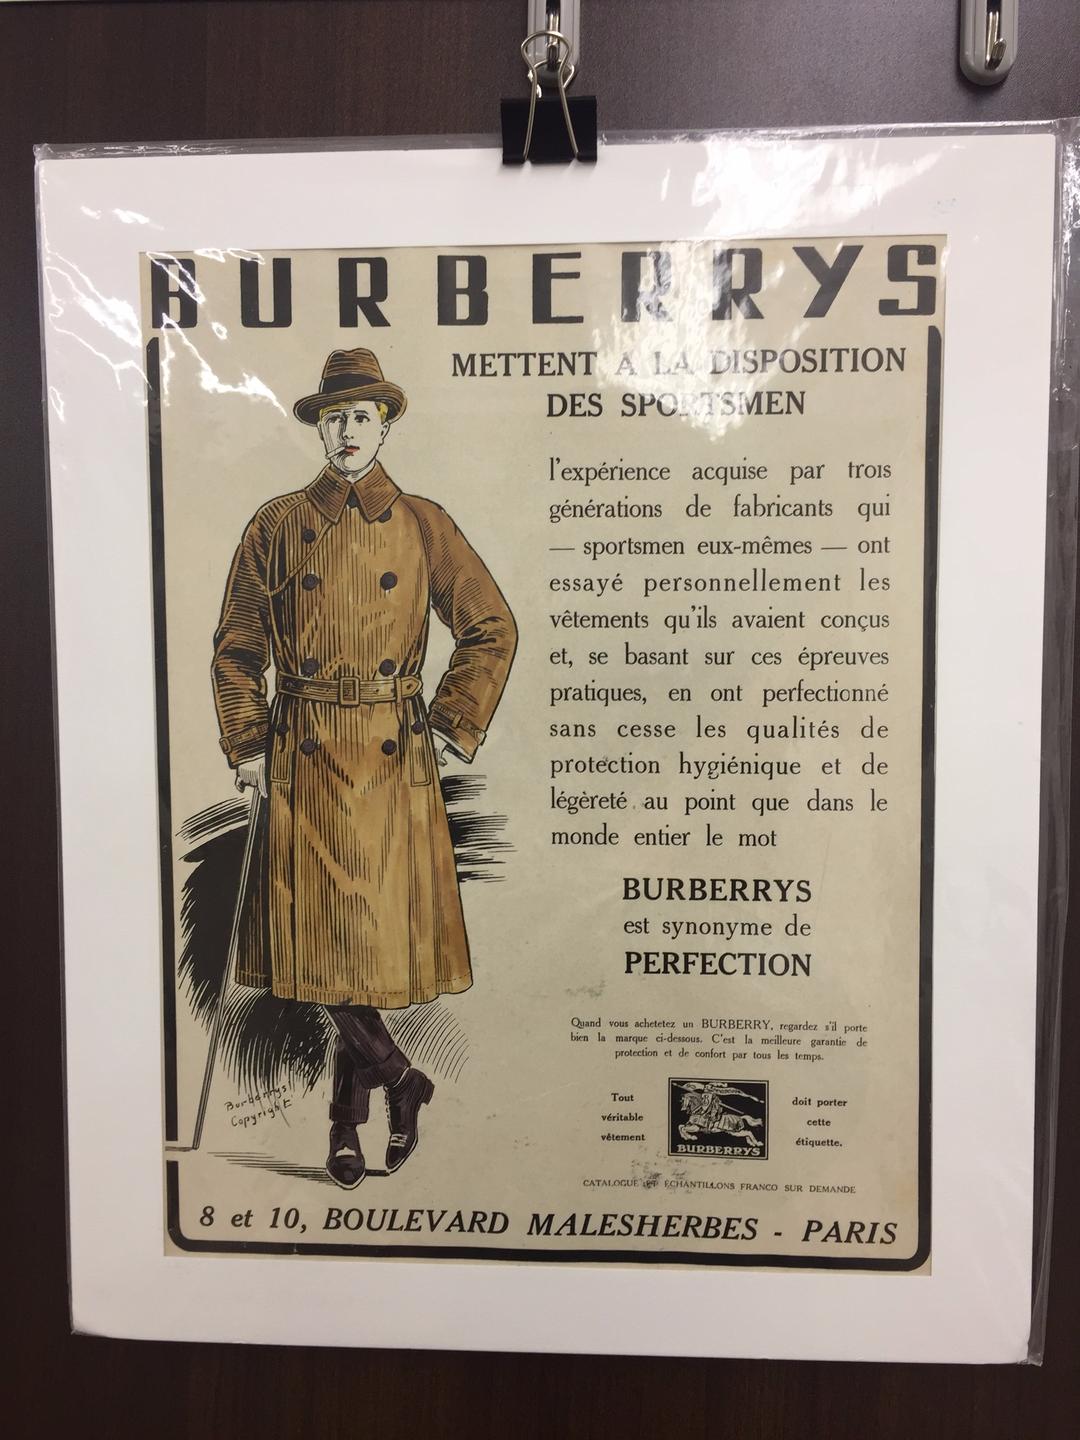 BURBERRYS
METTENT A LA DISPOSITION
DES SPORTSMEN
l'expérience acquise par trois
générations de fabricants qui
— sportsmen eux-mêmes — ont
essayé personnellement les
vêtements qu'ils avaient conçus
et, se basant sur ces épreuves
pratiques, en ont perfectionné
sans cesse les qualités de
protection hygiénique et de
légèreté au point que dans le
monde entier le mot
BURBERRYS
est synonyme de
PERFECTION
Quand vous achetetez un BURBERRY, regardez s'il porte
bien la marque ci-dessous. C'est la meilleure garantie de
protection et de confort par tous les temps.
Tout
véritable
vêtement
BURBERRYS
doit porter
cette
étiquette.
Burberrys'
Copyright
CATALOGUE ET ÉCHANTILLONS FRANCO SUR DEMANDE
8 et 10, BOULEVARD MALESHERBES - PARIS